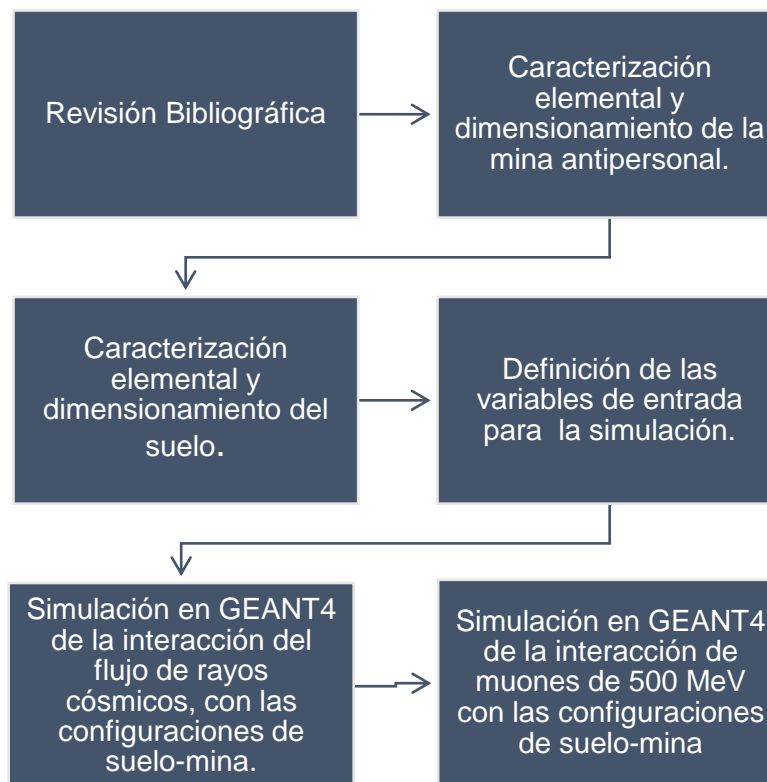 Revisión Bibliográfica
Caracterización
elemental y
dimensionamiento de la
mina antipersonal.
Caracterización
elemental y
dimensionamiento del
suelo.
Definición de las
variables de entrada
para la simulación.
Simulación en GEANT4
de la interacción del
flujo de rayos
cósmicos, con las
configuraciones de
suelo-mina.
Simulación en GEANT4
de la interacción de
muones de 500 MeV
con las configuraciones
de suelo-mina